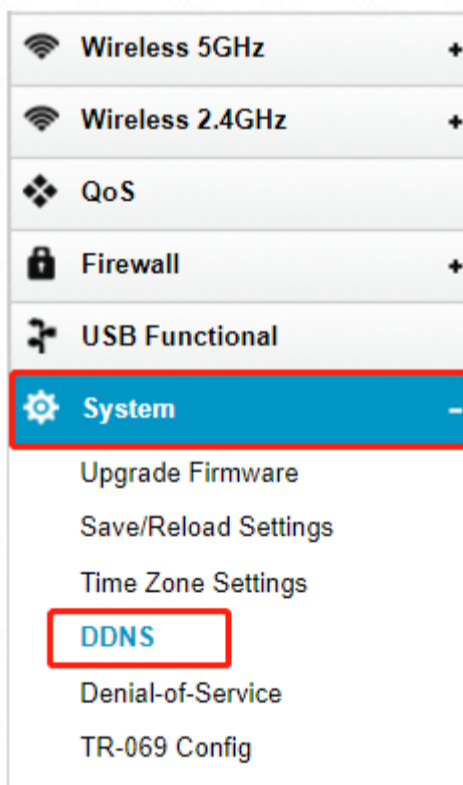 Wireless 5GHz +
Wireless 2.4GHz +
QoS
Firewall +
USB Functional
System −
Upgrade Firmware
Save/Reload Settings
Time Zone Settings
DDNS
Denial-of-Service
TR-069 Config